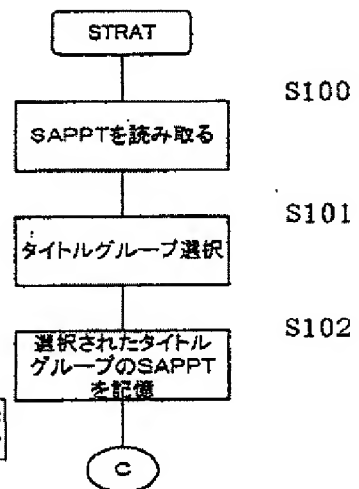 STRAT
SAPPTを読み取る
S100
タイトルグループ選択
S101
選択されたタイトル
グループのSAPPT
を記憶
S102
C